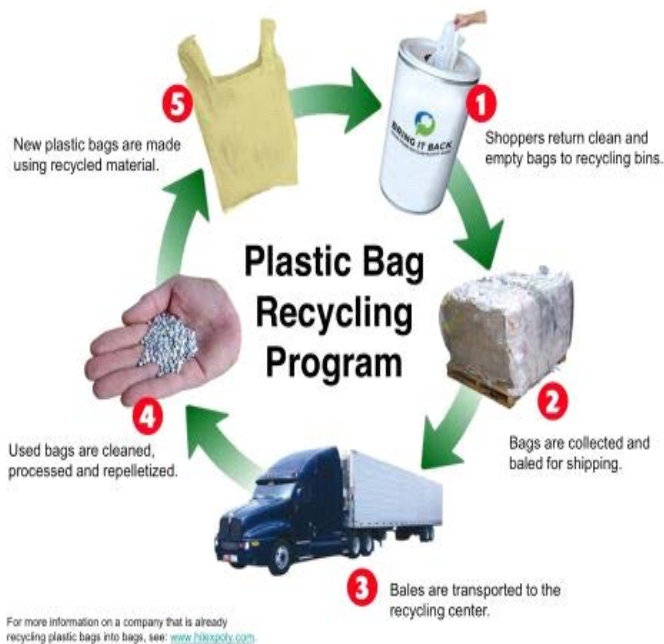 Plastic Bag
Recycling
Program
1
BRING IT BACK
Shoppers return clean and
empty bags to recycling bins.
2
Bags are collected and
baled for shipping.
3
Bales are transported to the
recycling center.
4
Used bags are cleaned,
processed and repelletized.
5
New plastic bags are made
using recycled material.
For more information on a company that is already
recycling plastic bags into bags, see: www.hilexpoly.com.